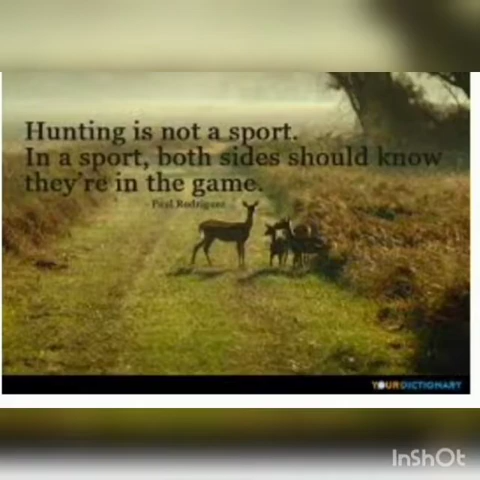 Hunting is not a sport.
In a sport, both sides should know
they're in the game.
- Paul Rodriguez
YOURDICTIONARY
InShOt